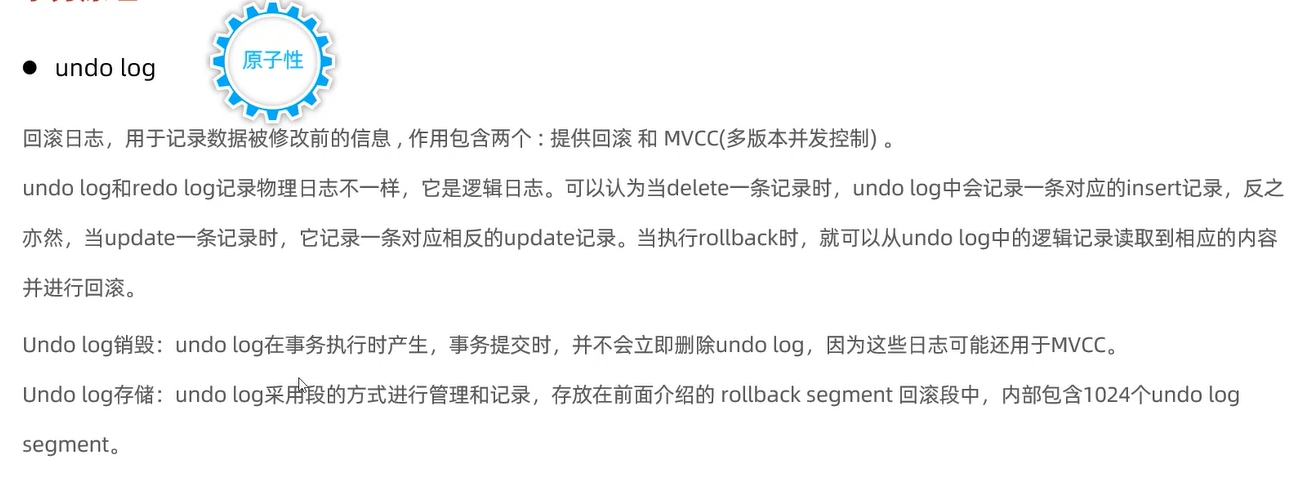 原子性
● undo log
回滚日志，用于记录数据被修改前的信息 , 作用包含两个 : 提供回滚 和 MVCC(多版本并发控制) 。
undo log和redo log记录物理日志不一样，它是逻辑日志。可以认为当delete一条记录时，undo log中会记录一条对应的insert记录，反之
亦然，当update一条记录时，它记录一条对应相反的update记录。当执行rollback时，就可以从undo log中的逻辑记录读取到相应的内容
并进行回滚。
Undo log销毁：undo log在事务执行时产生，事务提交时，并不会立即删除undo log，因为这些日志可能还用于MVCC。
Undo log存储：undo log采用段的方式进行管理和记录，存放在前面介绍的 rollback segment 回滚段中，内部包含1024个undo log
segment。